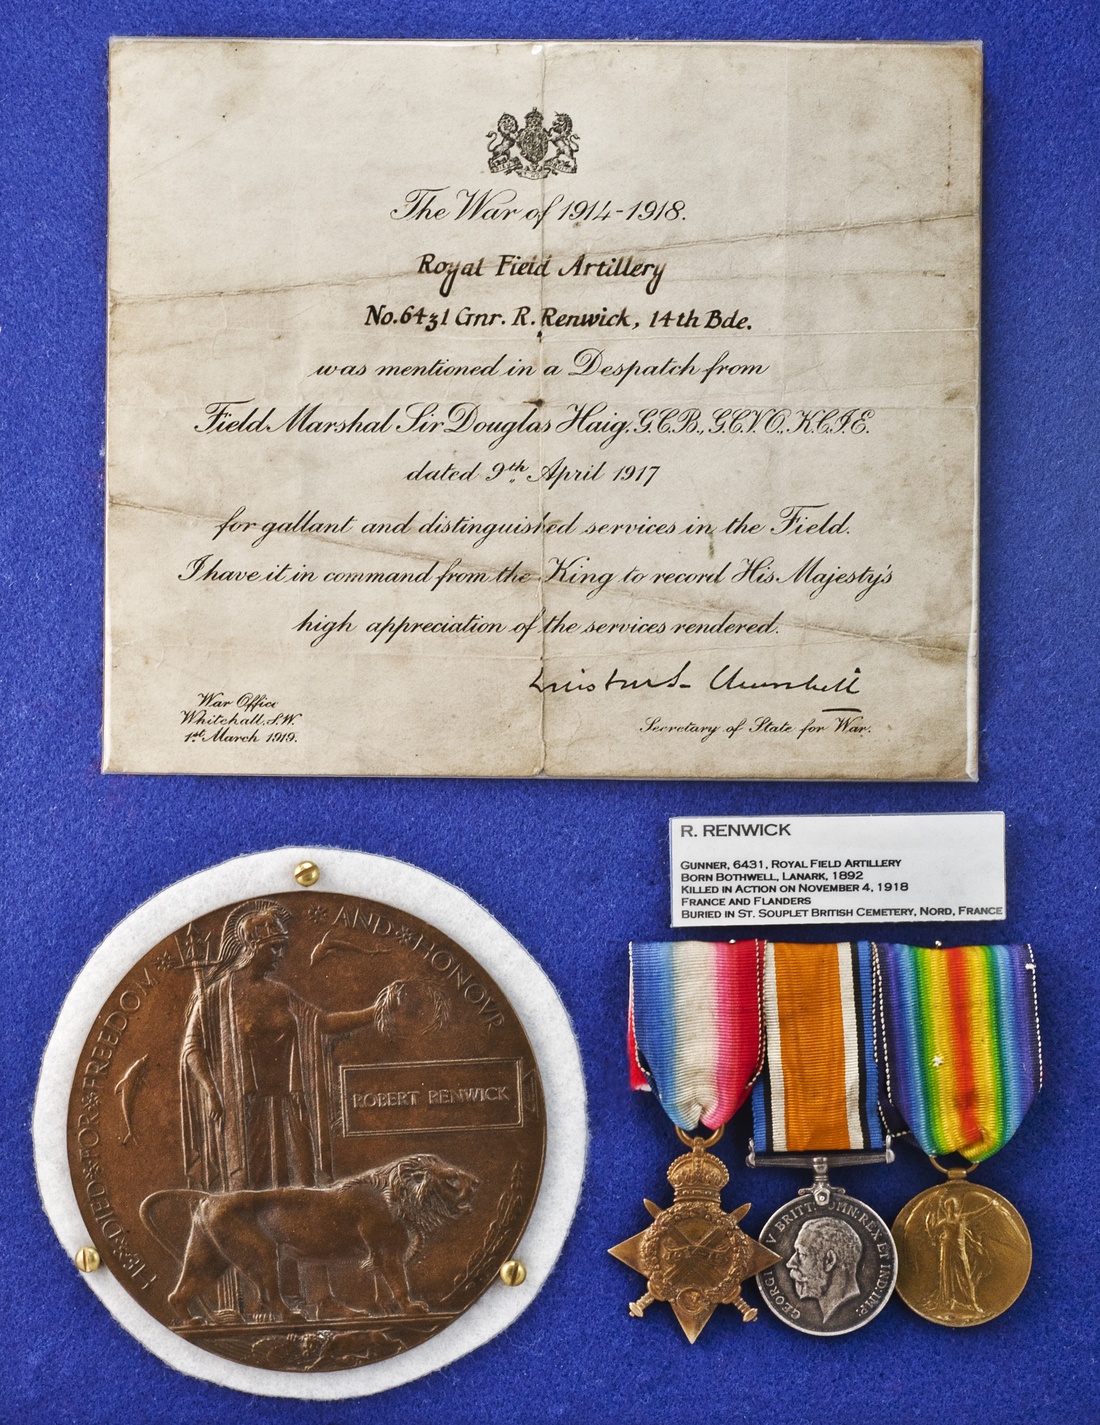 The War of 1914-1918.
Royal Field Artillery
No.6431 Gnr. R. Renwick, 14th Bde.
was mentioned in a Despatch from
Field Marshal Sir Douglas Haig, G.C.B., G.C.V.O., K.C.I.E.
dated 9th April 1917
for gallant and distinguished services in the Field.
I have it in command from the King to record His Majesty's
high appreciation of the services rendered.
Winston S. Churchill
War Office
Whitehall, S.W.
1st March 1919.
Secretary of State for War.
R. RENWICK
GUNNER, 6431, ROYAL FIELD ARTILLERY
BORN BOTHWELL, LANARK, 1892
KILLED IN ACTION ON NOVEMBER 4, 1918
FRANCE AND FLANDERS
BURIED IN ST. SOUPLET BRITISH CEMETERY, NORD, FRANCE
HE DIED FOR FREEDOM AND HONOVR
ROBERT RENWICK
GEORGIVS V BRITT: OMN: REX ET IND: IMP: